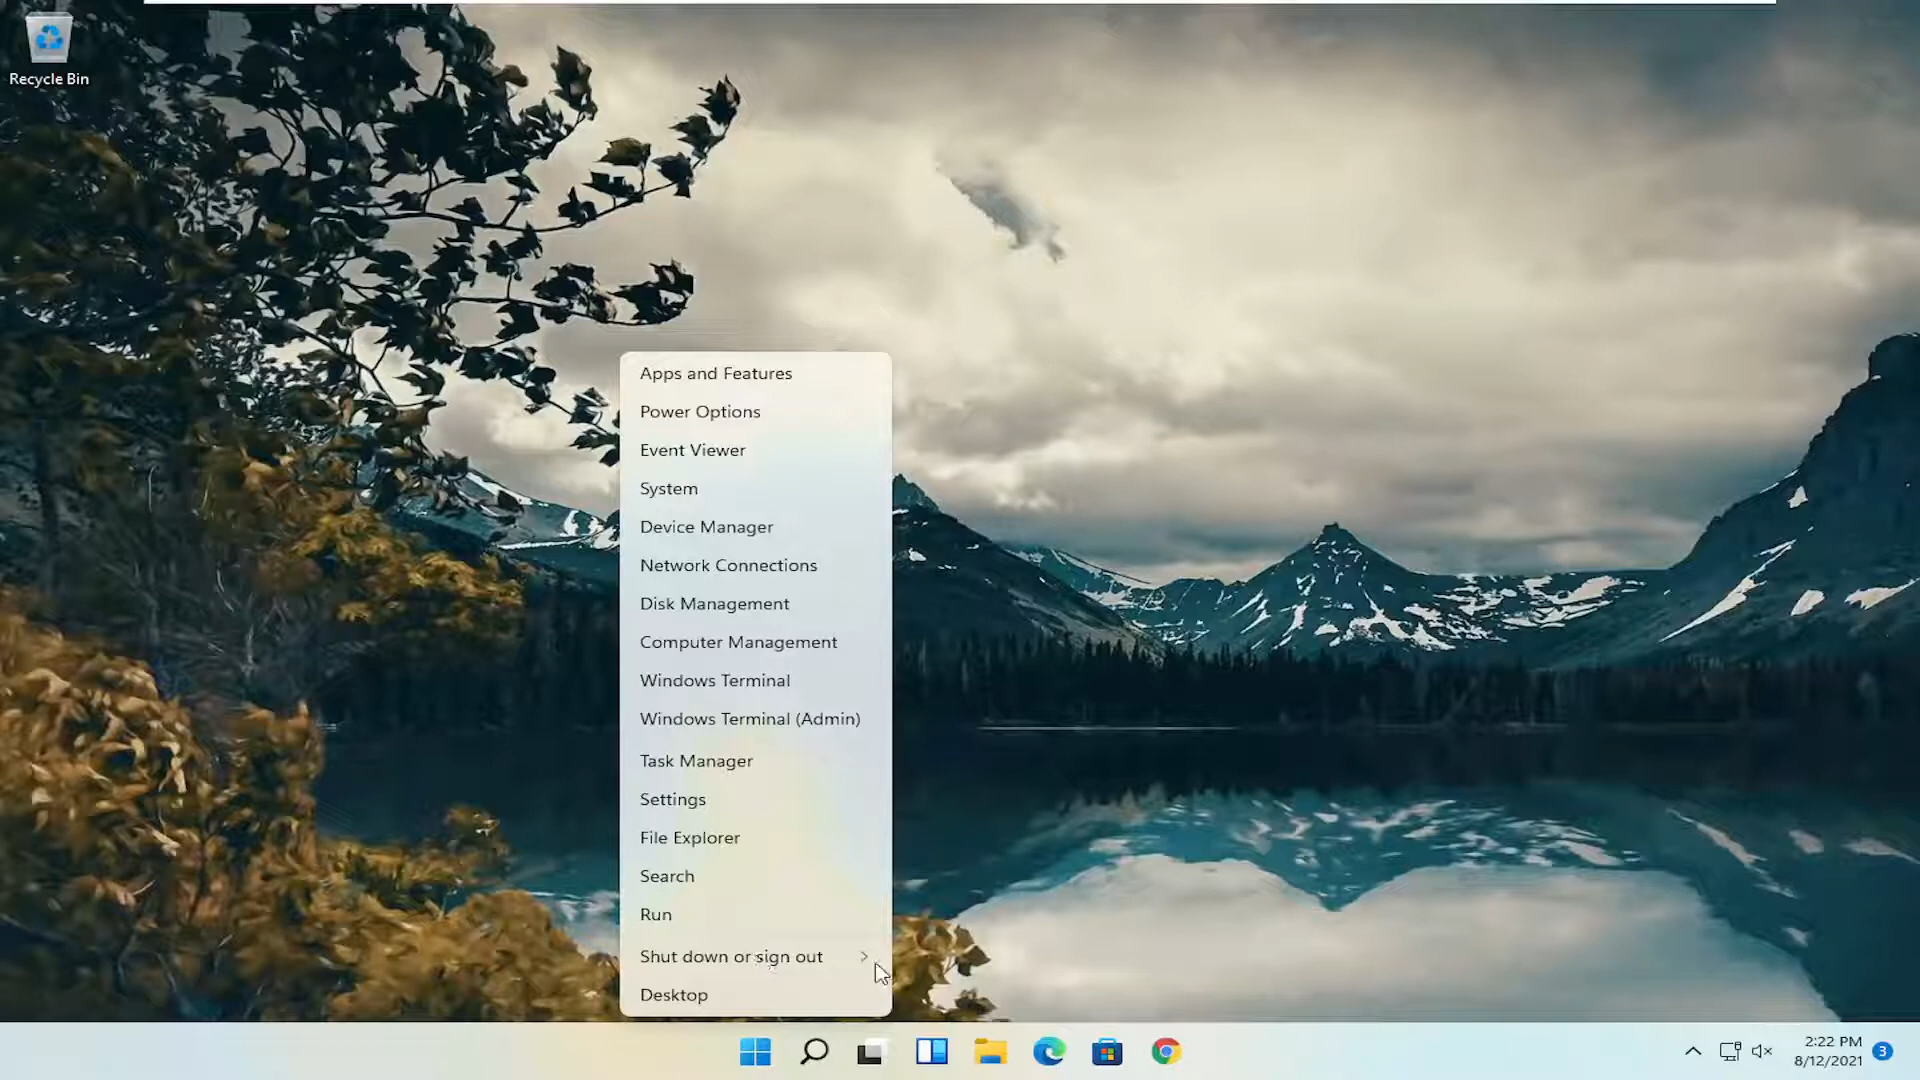 Recycle Bin
Apps and Features
Power Options
Event Viewer
System
Device Manager
Network Connections
Disk Management
Computer Management
Windows Terminal
Windows Terminal (Admin)
Task Manager
Settings
File Explorer
Search
Run
Shut down or sign out
Desktop
2:22 PM
8/12/2021
3